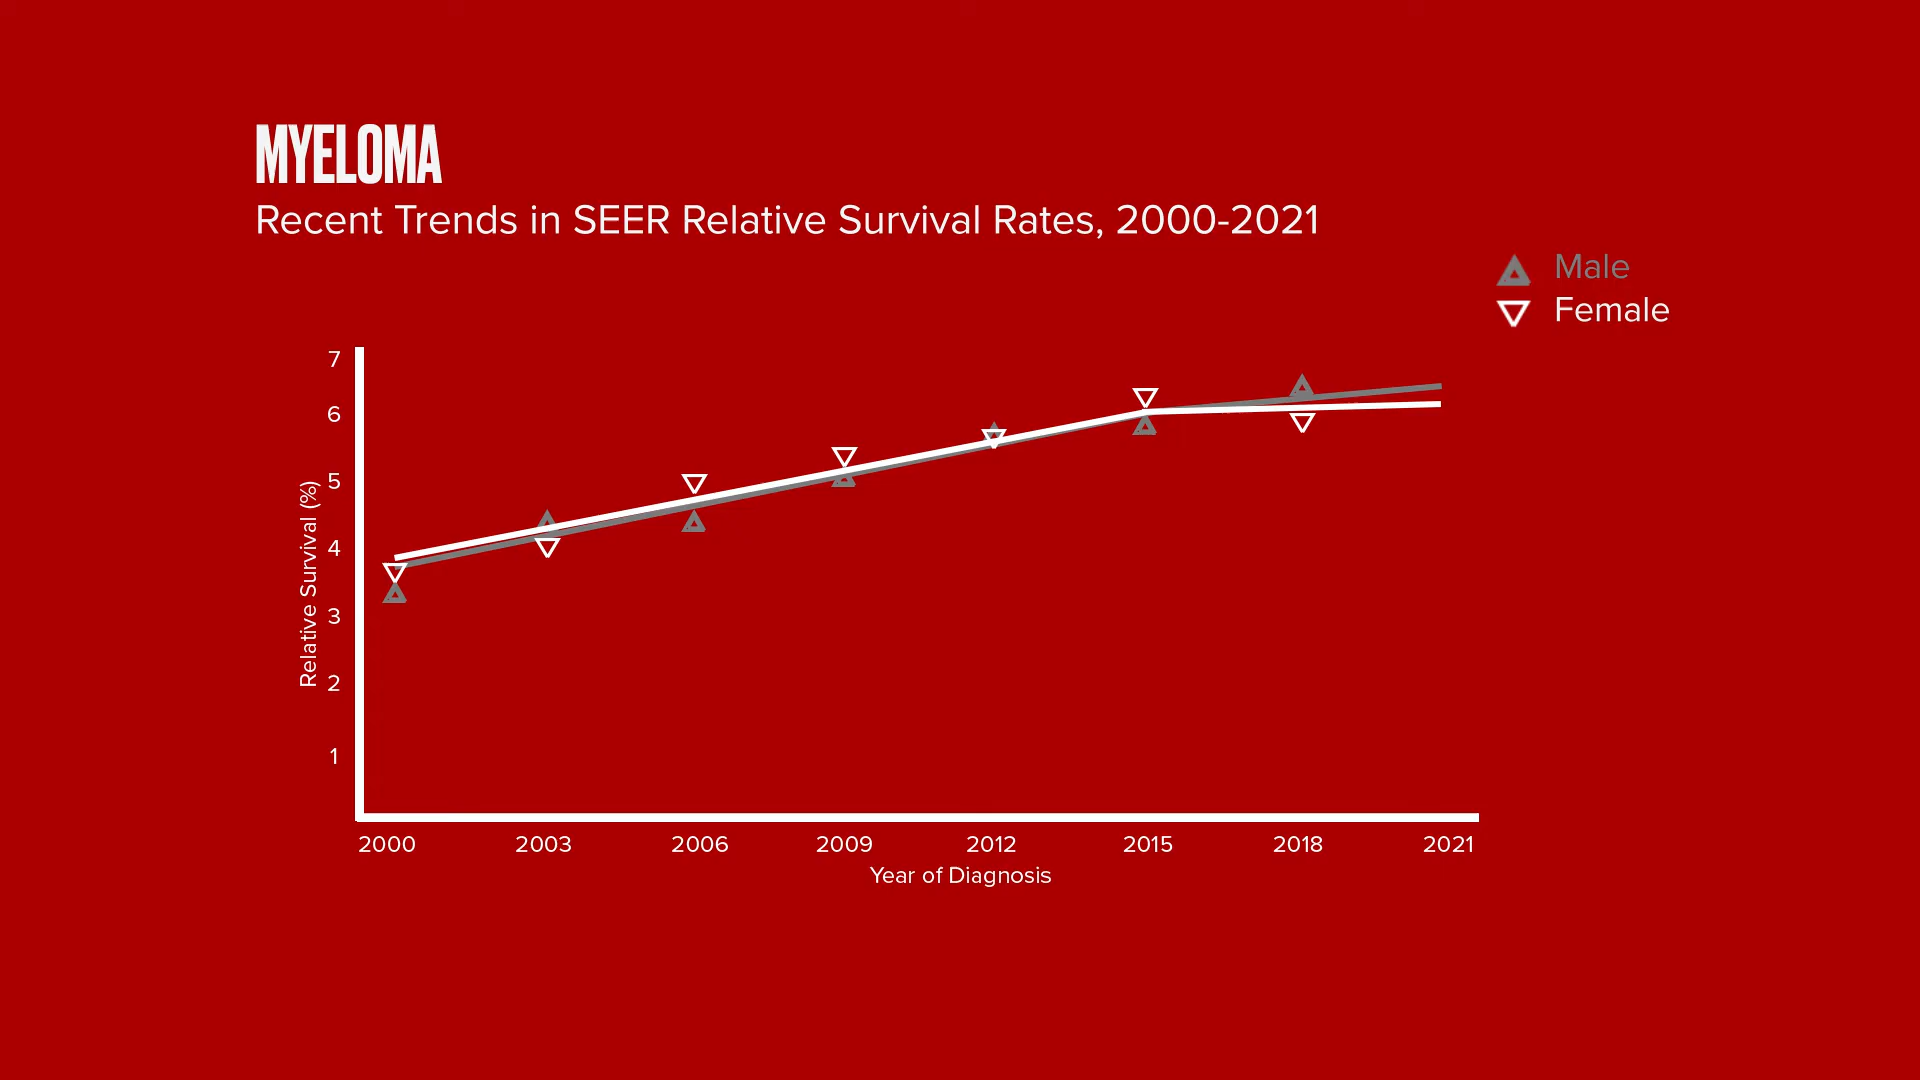 MYELOMA
Recent Trends in SEER Relative Survival Rates, 2000-2021
Male
Female
7
6
5
4
3
2
1
Relative Survival (%)
2000 2003 2006 2009 2012 2015 2018 2021
Year of Diagnosis